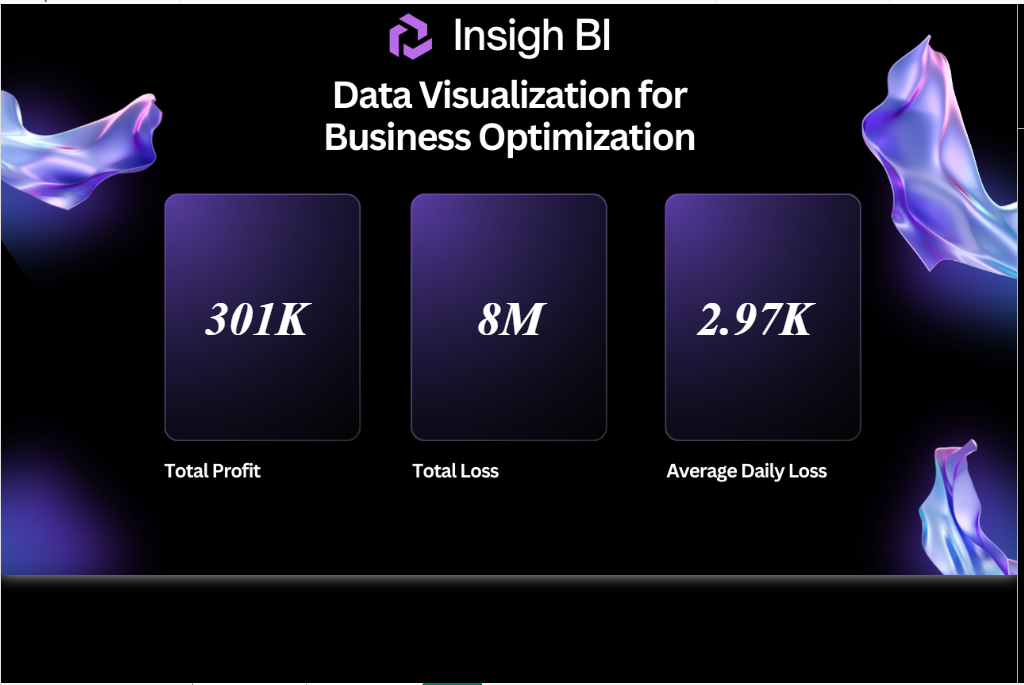 Insigh BI
Data Visualization for
Business Optimization
301K
8M
2.97K
Total Profit
Total Loss
Average Daily Loss